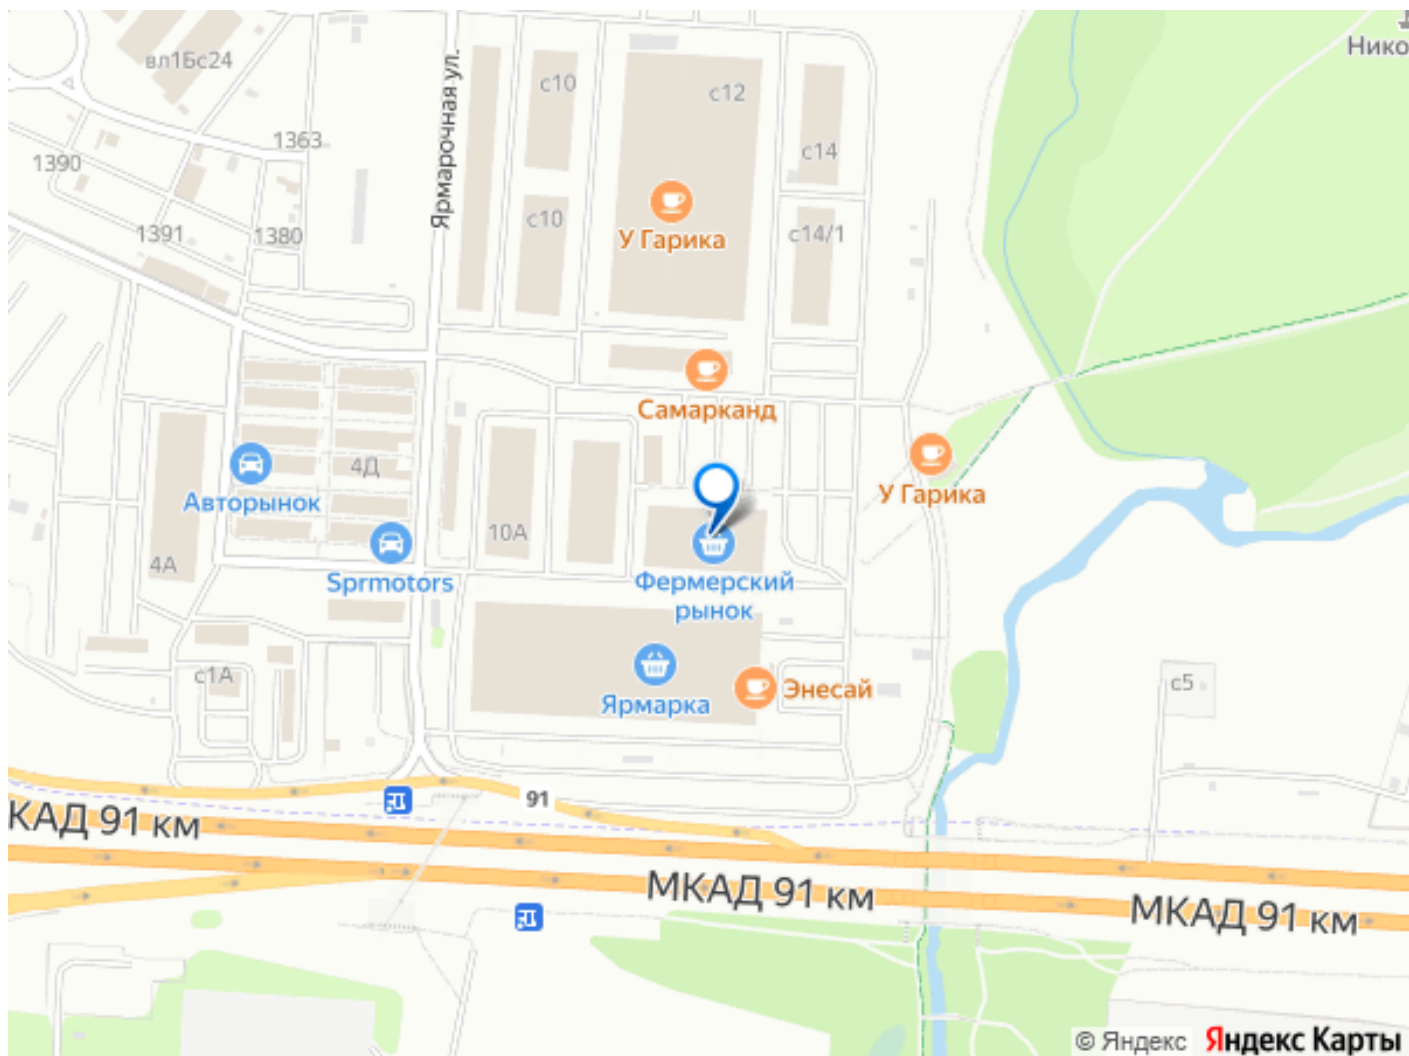 Нико
вл1Бс24
с10
с12
Ярмарочная ул.
1363
с14
1390
1391
1380
с10
У Гарика
с14/1
Самарканд
4Д
Авторынок
У Гарика
10А
4А
Sprmotors
Фермерский
рынок
с1А
Ярмарка
Энесай
с5
91
КАД 91 км
МКАД 91 км
МКАД 91 км
© Яндекс Яндекс Карты